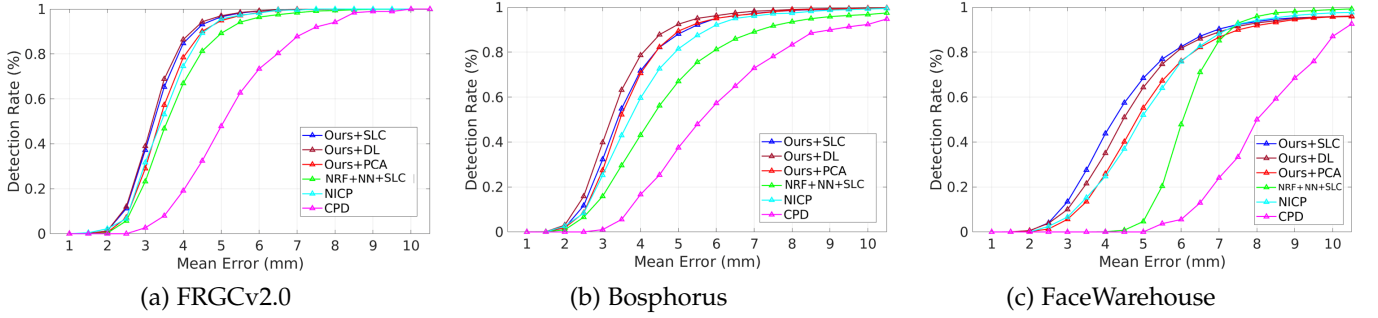 Detection Rate (%)
1
0.8
0.6
0.4
0.2
0
1 2 3 4 5 6 7 8 9 10
Mean Error (mm)
Ours+SLC
Ours+DL
Ours+PCA
NRF+NN+SLC
NICP
CPD
(a) FRGCv2.0
Detection Rate (%)
1
0.8
0.6
0.4
0.2
0
1 2 3 4 5 6 7 8 9 10
Mean Error (mm)
Ours+SLC
Ours+DL
Ours+PCA
NRF+NN+SLC
NICP
CPD
(b) Bosphorus
Detection Rate (%)
1
0.8
0.6
0.4
0.2
0
1 2 3 4 5 6 7 8 9 10
Mean Error (mm)
Ours+SLC
Ours+DL
Ours+PCA
NRF+NN+SLC
NICP
CPD
(c) FaceWarehouse